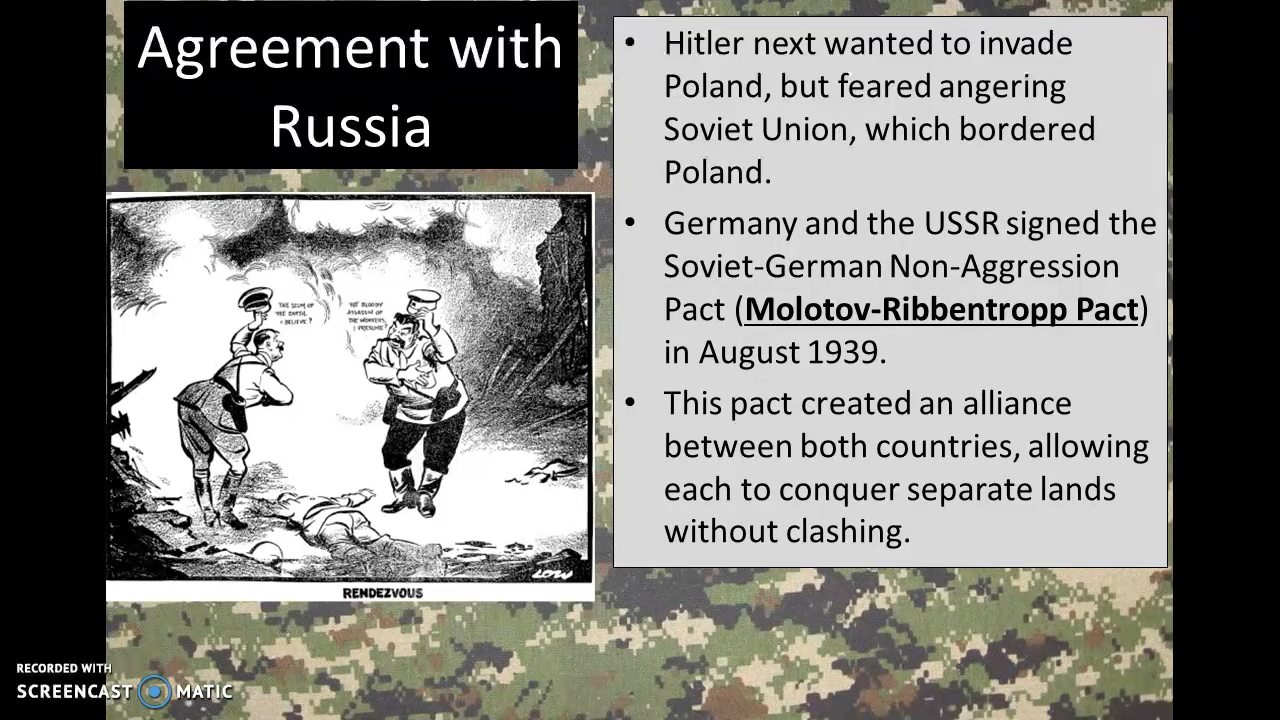 Agreement with
Russia
• Hitler next wanted to invade
Poland, but feared angering
Soviet Union, which bordered
Poland.
• Germany and the USSR signed the
Soviet-German Non-Aggression
Pact (Molotov-Ribbentropp Pact)
in August 1939.
• This pact created an alliance
between both countries, allowing
each to conquer separate lands
without clashing.
THE SCUM OF
THE EARTH,
I BELIEVE?
THE BLOODY
ASSASSIN OF
THE WORKERS,
I PRESUME?
LOW
RENDEZVOUS
RECORDED WITH
SCREENCAST MATIC